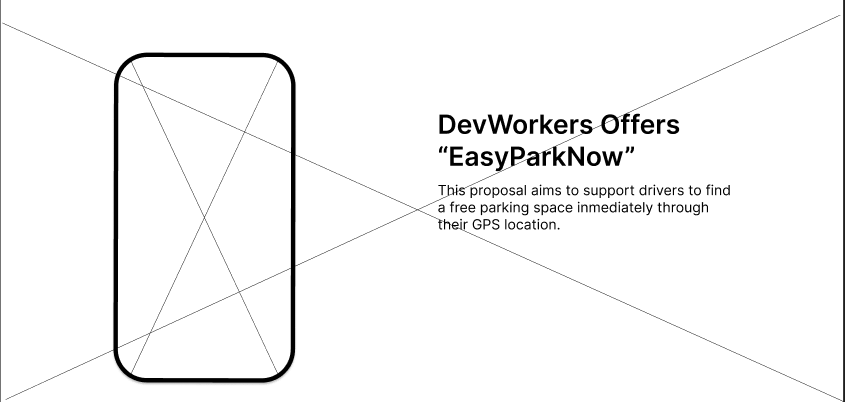 DevWorkers Offers
“EasyParkNow”
This proposal aims to support drivers to find
a free parking space inmediately through
their GPS location.